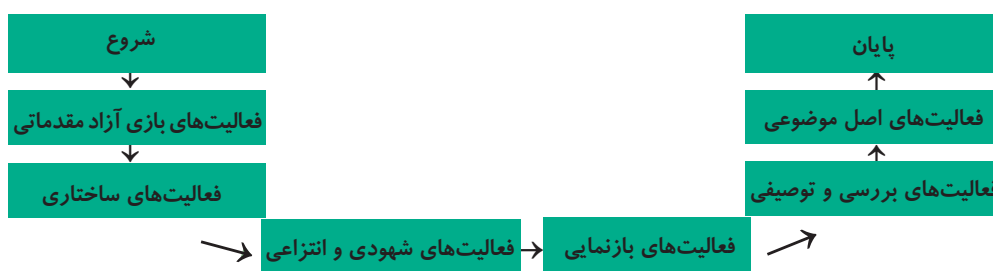 شروع
فعالیت‌های بازی آزاد مقدماتی
فعالیت‌های ساختاری
فعالیت‌های شهودی و انتزاعی
فعالیت‌های بازنمایی
فعالیت‌های بررسی و توصیفی
فعالیت‌های اصل موضوعی
پایان